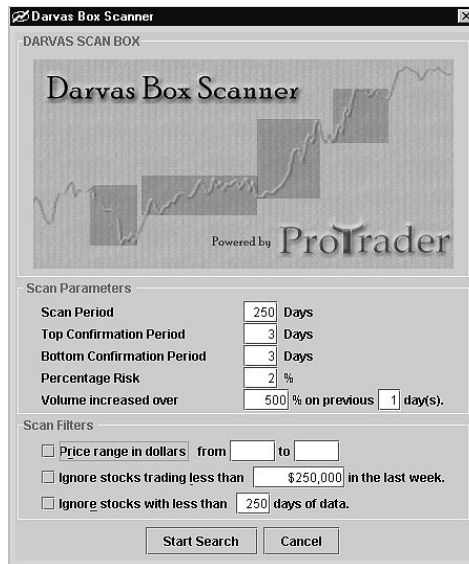 Darvas Box Scanner
DARVAS SCAN BOX
Darvas Box Scanner
Powered by ProTrader
Scan Parameters
Scan Period 250 Days
Top Confirmation Period 3 Days
Bottom Confirmation Period 3 Days
Percentage Risk 2 %
Volume increased over 500 % on previous 1 day(s).
Scan Filters
Price range in dollars from to
Ignore stocks trading less than $250,000 in the last week.
Ignore stocks with less than 250 days of data.
Start Search Cancel